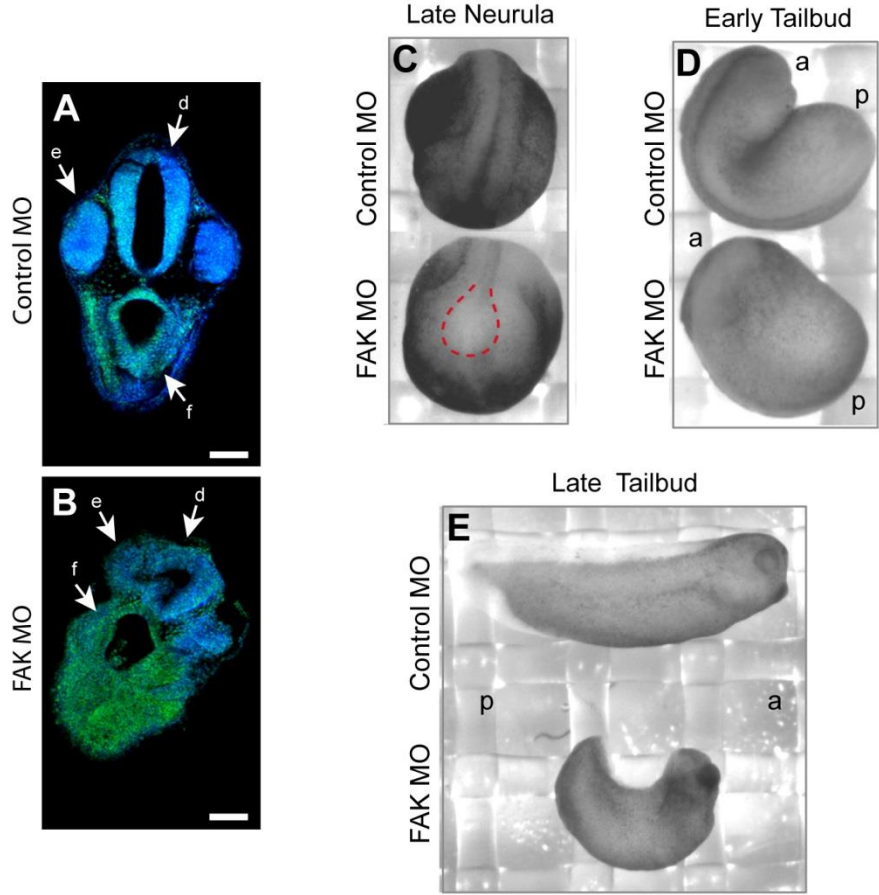 Late Neurula
Early Tailbud
A
d
e
f
Control MO
B
e
d
f
FAK MO
C
Control MO
FAK MO
D
a
p
Control MO
a
p
FAK MO
Late Tailbud
E
Control MO
p
a
FAK MO